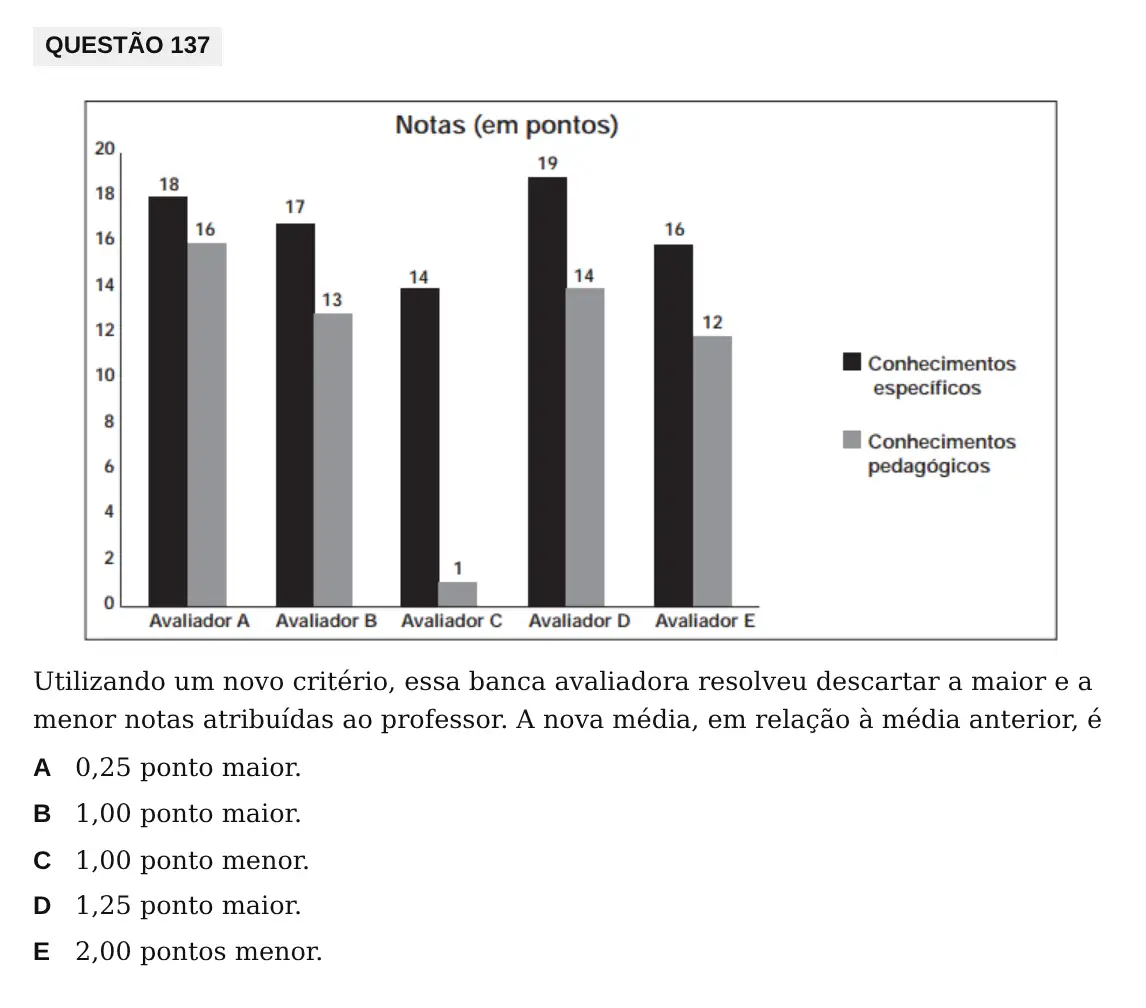 QUESTÃO 137
Notas (em pontos)
20
18
16
14
12
10
8
6
4
2
0
18
16
17
13
14
1
19
14
16
12
Avaliador A
Avaliador B
Avaliador C
Avaliador D
Avaliador E
Conhecimentos
específicos
Conhecimentos
pedagógicos
Utilizando um novo critério, essa banca avaliadora resolveu descartar a maior e a
menor notas atribuídas ao professor. A nova média, em relação à média anterior, é
A 0,25 ponto maior.
B 1,00 ponto maior.
C 1,00 ponto menor.
D 1,25 ponto maior.
E 2,00 pontos menor.